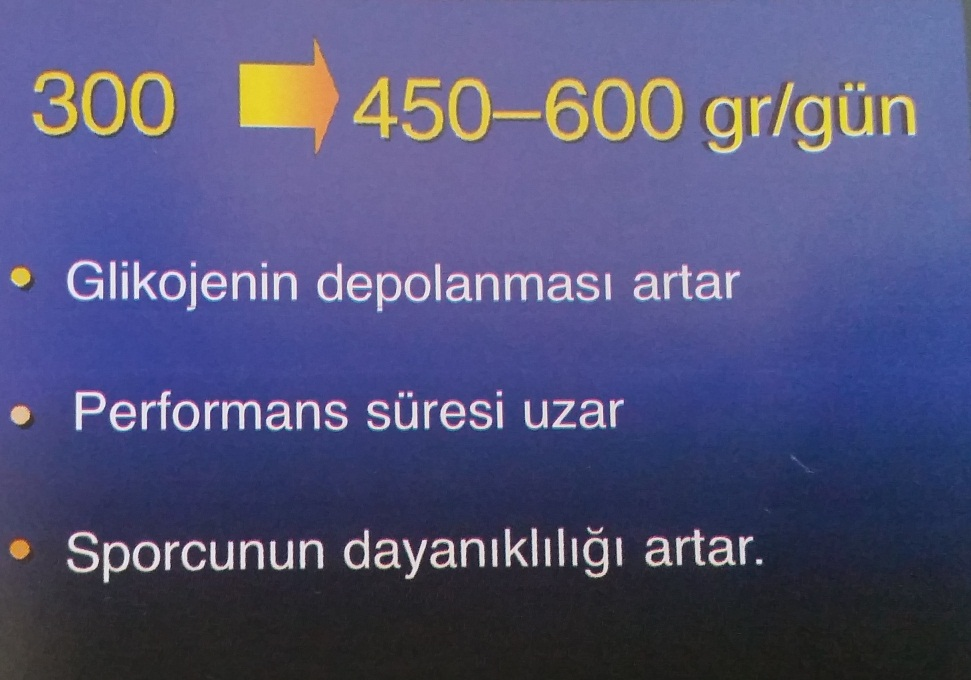 300 450–600 gr/gün
Glikojenin depolanması artar
Performans süresi uzar
Sporcunun dayanıklılığı artar.